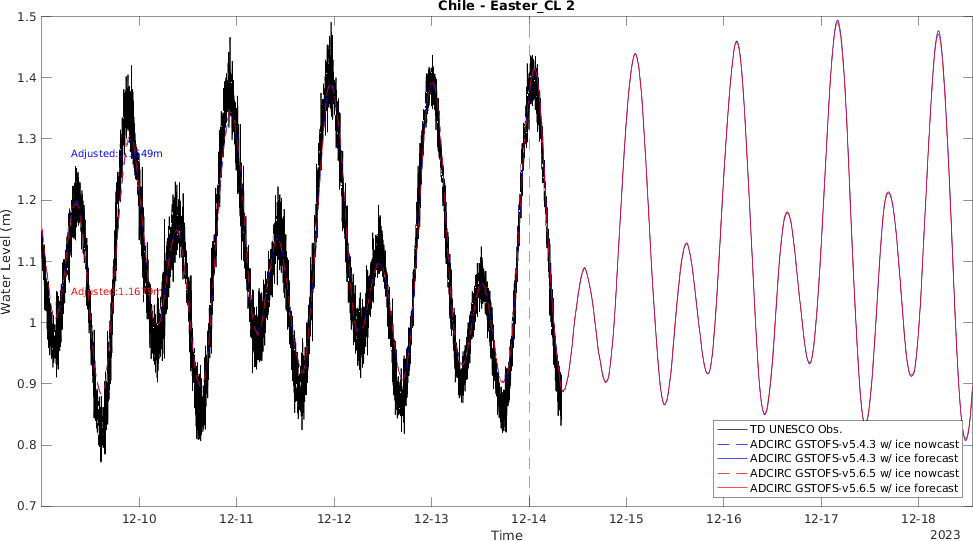 Chile - Easter_CL 2
Water Level (m)
1.5
1.4
1.3
1.2
1.1
1
0.9
0.8
0.7
Adjusted:
Adjusted:
12-10
12-11
12-12
12-13
12-14
12-15
12-16
12-17
12-18
Time
2023
TD UNESCO Obs.
ADCIRC GSTOFS-v5.4.3 w/ ice nowcast
ADCIRC GSTOFS-v5.4.3 w/ ice forecast
ADCIRC GSTOFS-v5.6.5 w/ ice nowcast
ADCIRC GSTOFS-v5.6.5 w/ ice forecast